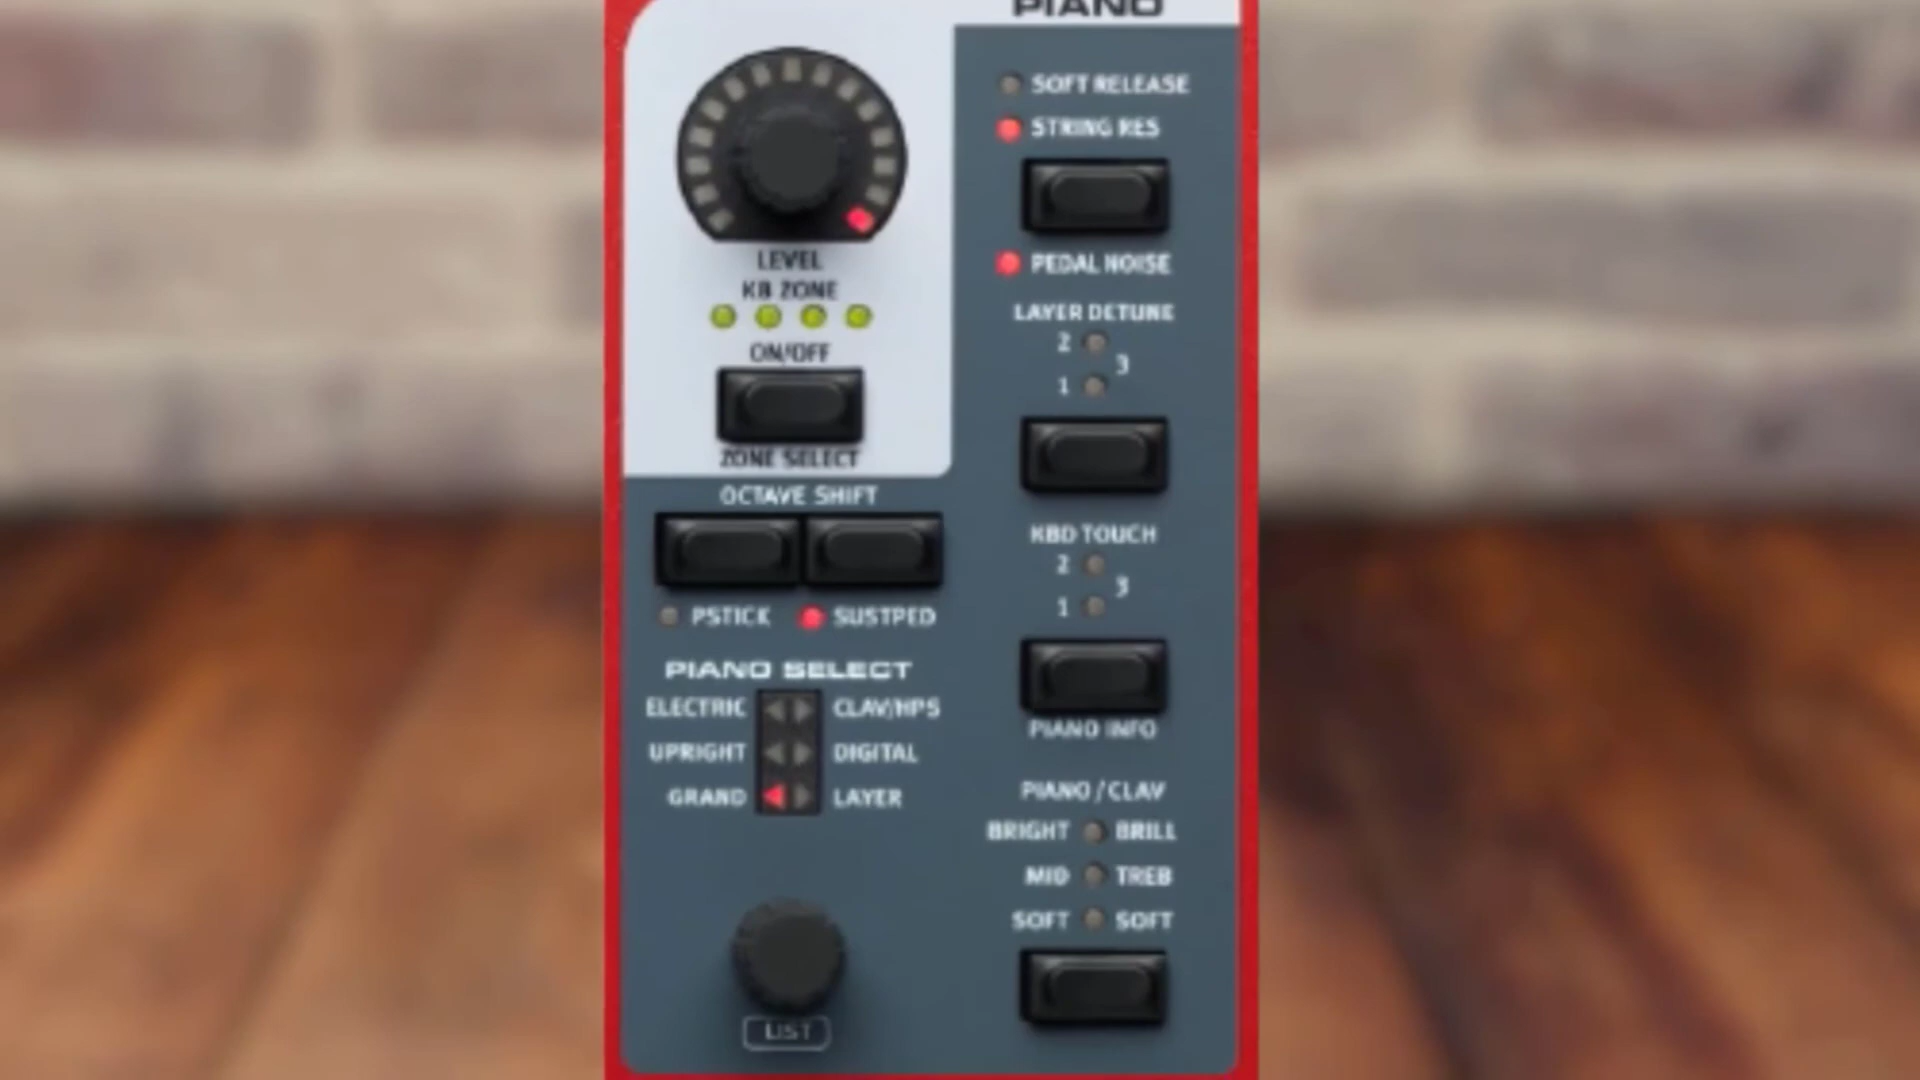 PIANO
LEVEL
KB ZONE
ON/OFF
ZONE SELECT
OCTAVE SHIFT
PSTICK SUSTPED
PIANO SELECT
ELECTRIC CLAV/HPS
UPRIGHT DIGITAL
GRAND LAYER
LIST
SOFT RELEASE
STRING RES
PEDAL NOISE
LAYER DETUNE
2
3
1
KBD TOUCH
2
3
1
PIANO INFO
PIANO / CLAV
BRIGHT BRILL
MID TREB
SOFT SOFT